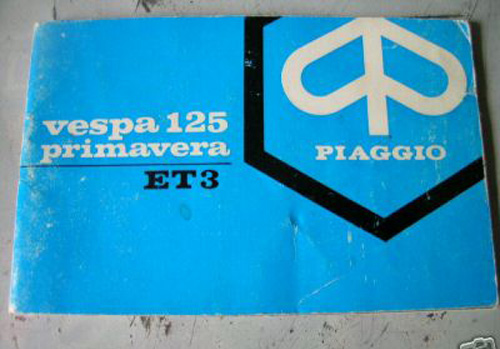 vespa 125
primavera
ET3
PIAGGIO